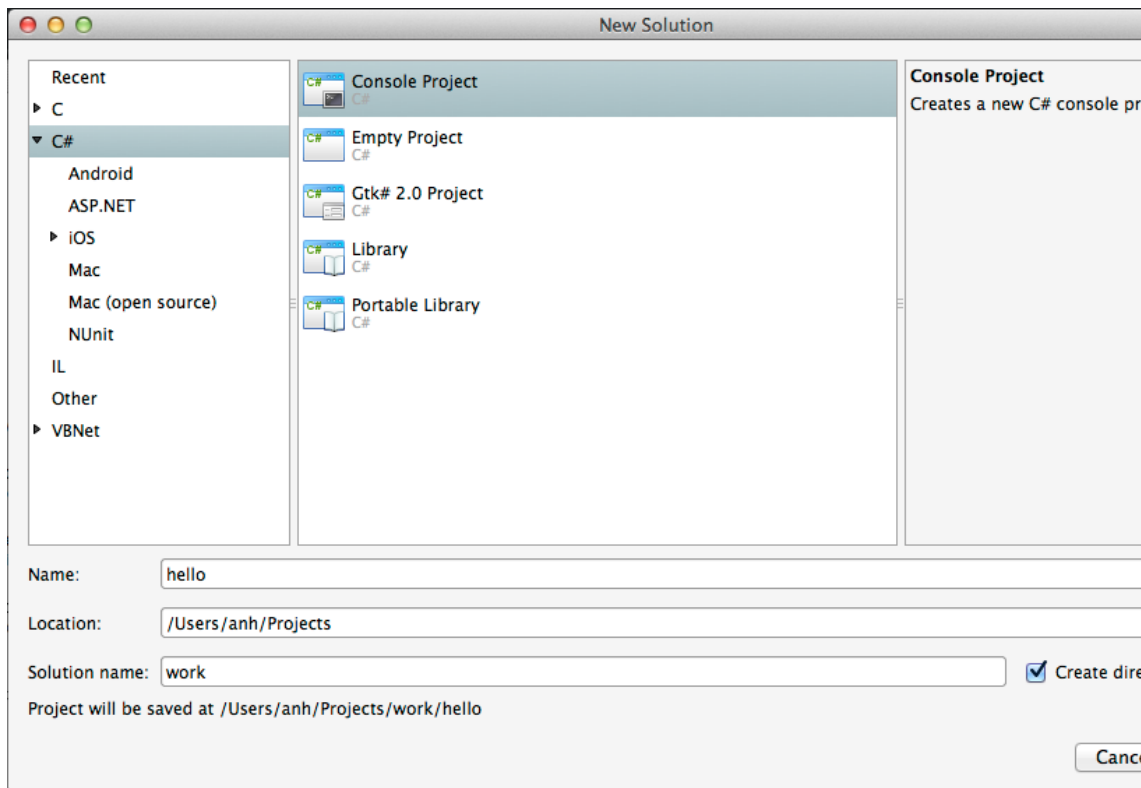 New Solution
Recent
C
C#
Android
ASP.NET
iOS
Mac
Mac (open source)
NUnit
IL
Other
VBNet
C# Console Project
C#
C# Empty Project
C#
C# Gtk# 2.0 Project
C#
C# Library
C#
C# Portable Library
C#
Console Project
Creates a new C# console pr
Name: hello
Location: /Users/anh/Projects
Solution name: work Create dire
Project will be saved at /Users/anh/Projects/work/hello
Cance